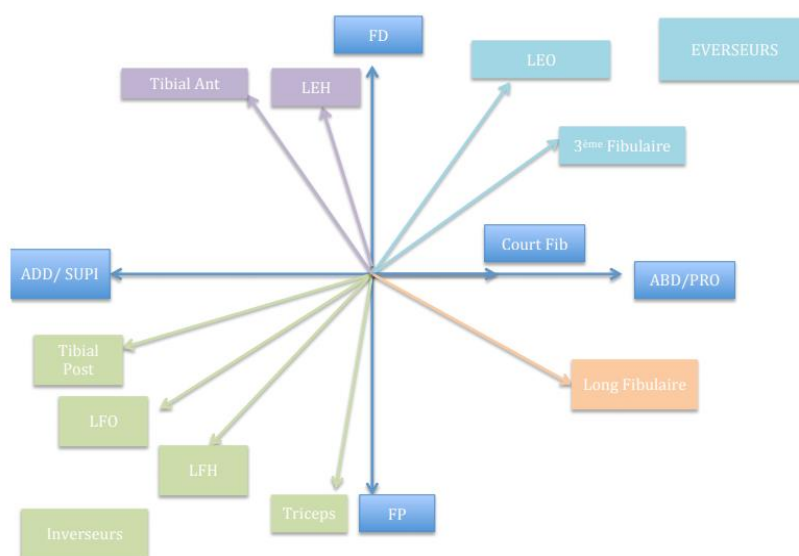 FD
EVERSEURS
LEO
Tibial Ant
LEH
3ème Fibulaire
Court Fib
ADD/ SUPI
ABD/PRO
Tibial
Post
Long Fibulaire
LFO
LFH
Triceps
FP
Inverseurs